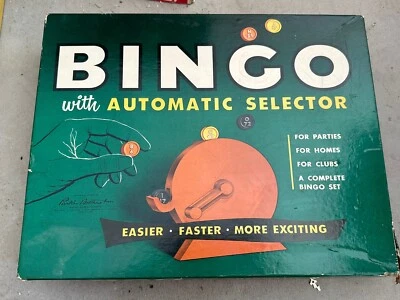 BINGO
with AUTOMATIC SELECTOR
FOR PARTIES
FOR HOMES
FOR CLUBS
A COMPLETE
BINGO SET
EASIER · FASTER · MORE EXCITING